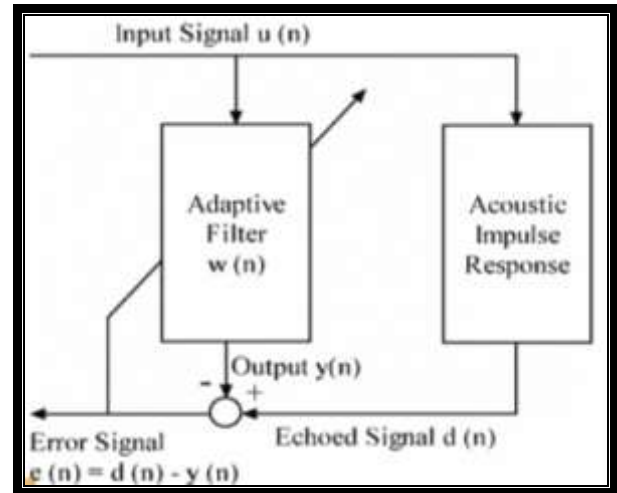 Input Signal u (n)
Adaptive
Filter
w (n)
Acoustic
Impulse
Response
Output y(n)
-
+
Echoed Signal d (n)
Error Signal
e (n) = d (n) - y (n)